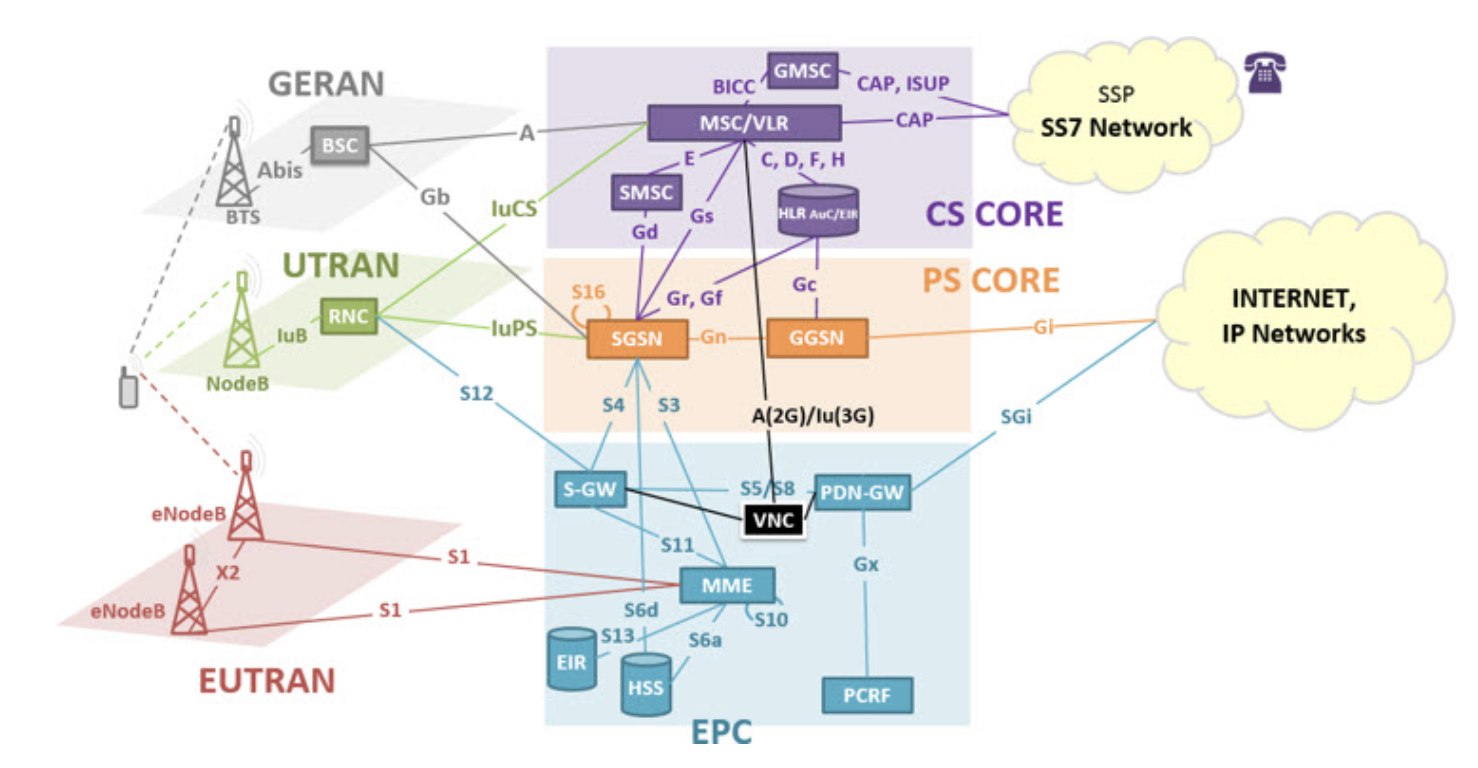 GERAN
GMSC
BICC
CAP, ISUP
SSP
SS7 Network
MSC/VLR
CAP
A
BSC
Abis
BTS
Gb
E
C, D, F, H
SMSC
HLR AuC/EIR
IuCS
Gs
Gd
CS CORE
UTRAN
PS CORE
S16
Gr, Gf
Gc
INTERNET,
IP Networks
RNC
IuB
NodeB
IuPS
SGSN
Gn
GGSN
Gi
S12
S4
S3
A(2G)/Iu(3G)
SGi
S-GW
S5/S8
PDN-GW
VNC
eNodeB
S11
X2
S1
Gx
MME
eNodeB
S1
S6d
S10
S13
S6a
EIR
HSS
PCRF
EUTRAN
EPC